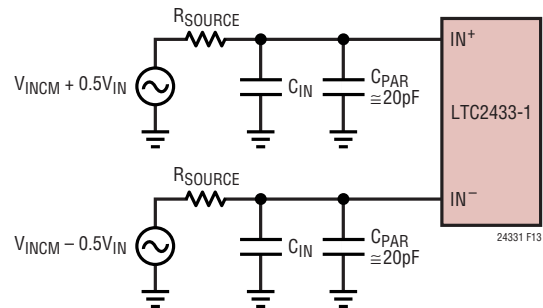 RSOURCE
VINCM + 0.5VIN
CIN
CPAR
≅20pF
IN+
LTC2433-1
RSOURCE
VINCM – 0.5VIN
CIN
CPAR
≅20pF
IN–
24331 F13